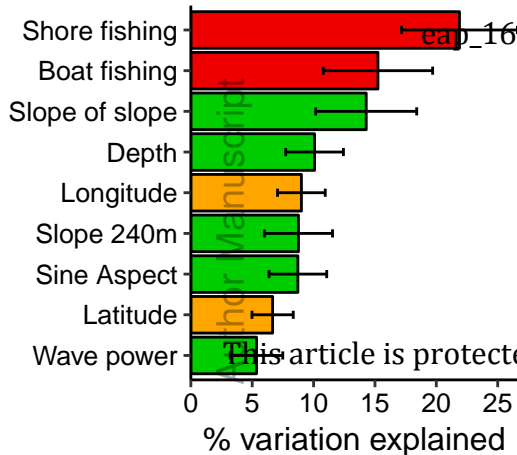 Shore fishing
eap_16
Boat fishing
Slope of slope
Depth
Longitude
Slope 240m
Sine Aspect
Latitude
Wave power
This article is protecte
Author Manuscript
0 5 10 15 20 25
% variation explained